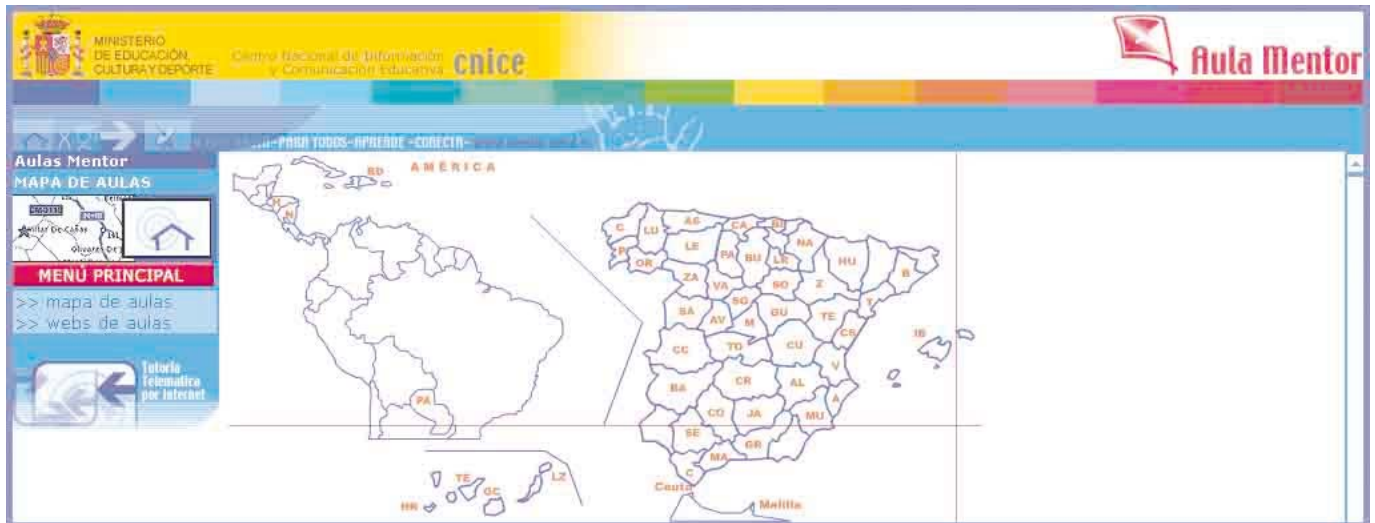 MINISTERIO
DE EDUCACIÓN,
CULTURA Y DEPORTE
Centro Nacional de Información
y Comunicación Educativa
cnice
Aula Mentor
-PARA TODOS-APRENDE -CONECTA-
Aulas Mentor
MAPA DE AULAS
MENÚ PRINCIPAL
>> mapa de aulas
>> webs de aulas
Tutoría
Telemática
por Internet
AMÉRICA
RD
H
N
PA
C
LU
AS
CA
BI
P
OR
LE
PA
BU
LR
NA
HU
B
ZA
VA
SO
Z
T
SA
AV
SG
M
GU
TE
CS
IB
CC
TO
CU
V
BA
CR
AL
A
CO
JA
MU
SE
GR
MA
C
Ceuta
Melilla
HR
TE
GC
LZ